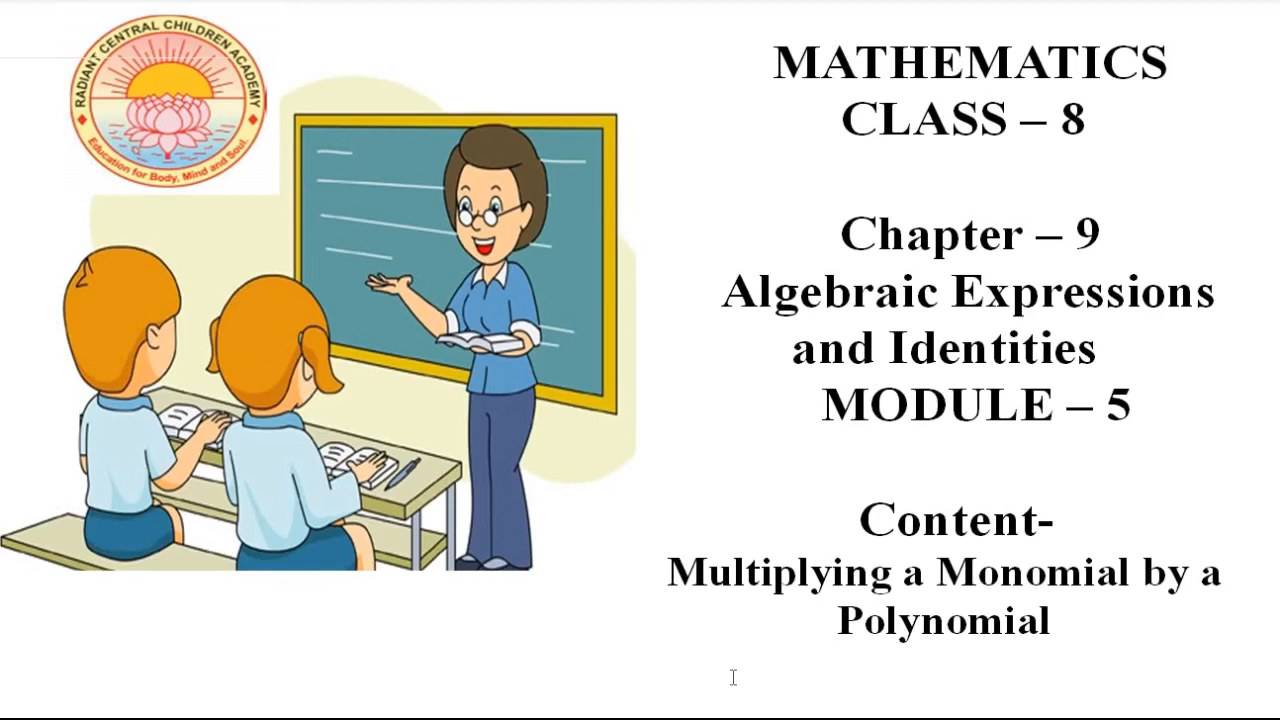 RADIANT CENTRAL CHILDREN ACADEMY
Education for Body, Mind and Soul
MATHEMATICS
CLASS – 8
Chapter – 9
Algebraic Expressions
and Identities
MODULE – 5
Content-
Multiplying a Monomial by a
Polynomial